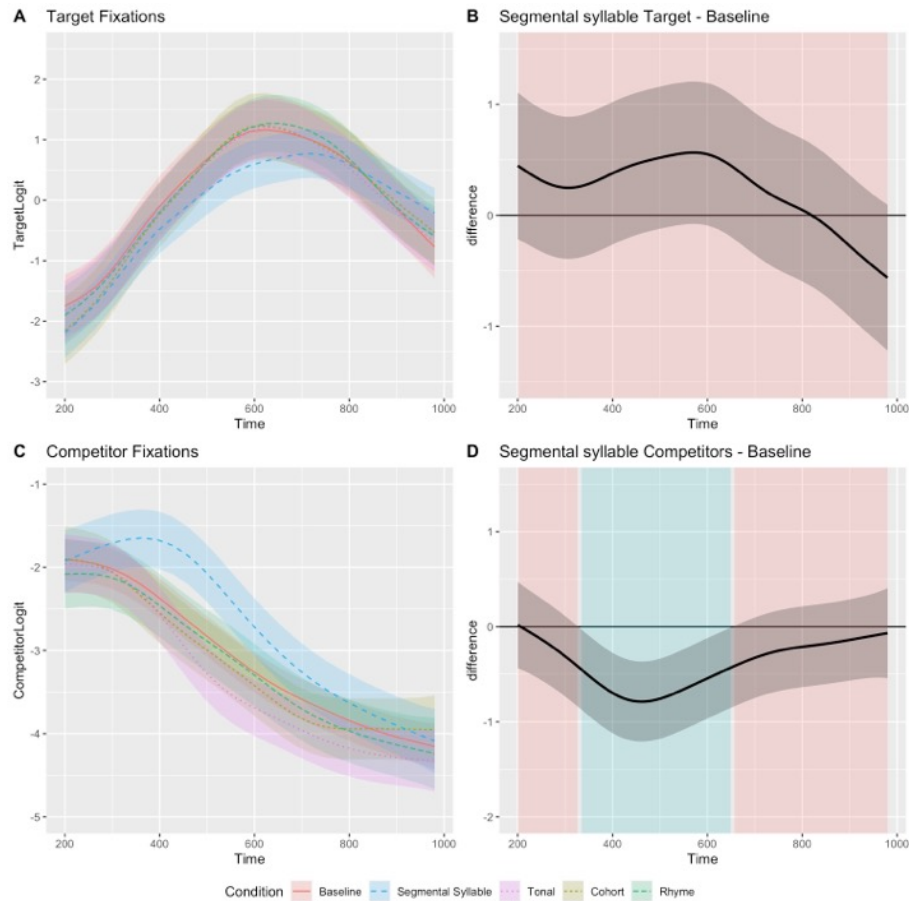 A Target Fixations
2
1
0
-1
-2
-3
TargetLogit
200 400 600 800 1000
Time
B Segmental syllable Target - Baseline
1
0
-1
difference
200 400 600 800 1000
Time
C Competitor Fixations
-1
-2
-3
-4
-5
CompetitorLogit
200 400 600 800 1000
Time
D Segmental syllable Competitors - Baseline
1
0
-1
-2
difference
200 400 600 800 1000
Time
Condition Baseline Segmental Syllable Tonal Cohort Rhyme